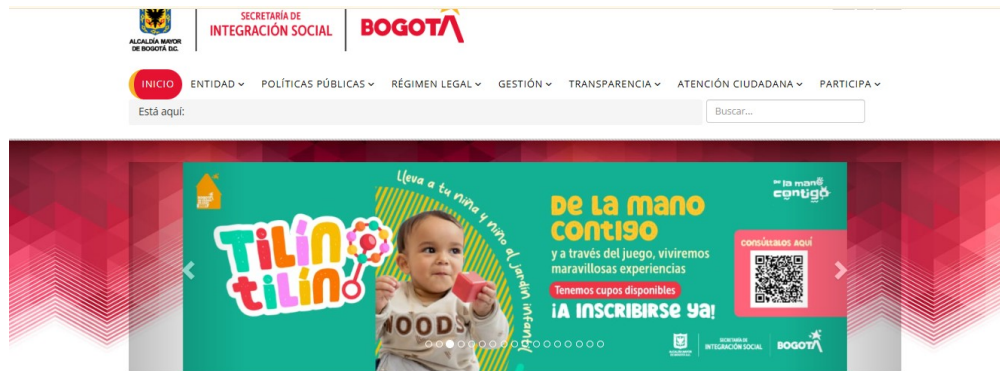 SECRETARÍA DE
INTEGRACIÓN SOCIAL
BOGOTÁ
ALCALDÍA MAYOR
DE BOGOTÁ D.C.
INICIO ENTIDAD POLÍTICAS PÚBLICAS RÉGIMEN LEGAL GESTIÓN TRANSPARENCIA ATENCIÓN CIUDADANA PARTICIPA
Está aquí:
Buscar...
Lleva a tu niña y niño al jardín infantil
TiLín
tiLín
WOODS
De La mano
contigo
y a través del juego, viviremos
maravillosas experiencias
Tenemos cupos disponibles
¡A InSCRIBIRSe ya!
De la mano
contigo
consúLtaLos aquí
SECRETARÍA DE
INTEGRACIÓN SOCIAL
BOGOTÁ